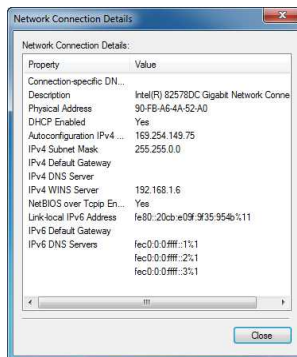 Network Connection Details
Network Connection Details:
Property Value
Connection-specific DN...
Description Intel(R) 82578DC Gigabit Network Conne
Physical Address 90-FB-A6-4A-52-A0
DHCP Enabled Yes
Autoconfiguration IPv4 ... 169.254.149.75
IPv4 Subnet Mask 255.255.0.0
IPv4 Default Gateway
IPv4 DNS Server
IPv4 WINS Server 192.168.1.6
NetBIOS over Tcpip En... Yes
Link-local IPv6 Address fe80::20cb:e09f:9f35:954b%11
IPv6 Default Gateway
IPv6 DNS Servers fec0:0:0:ffff::1%1
fec0:0:0:ffff::2%1
fec0:0:0:ffff::3%1
Close